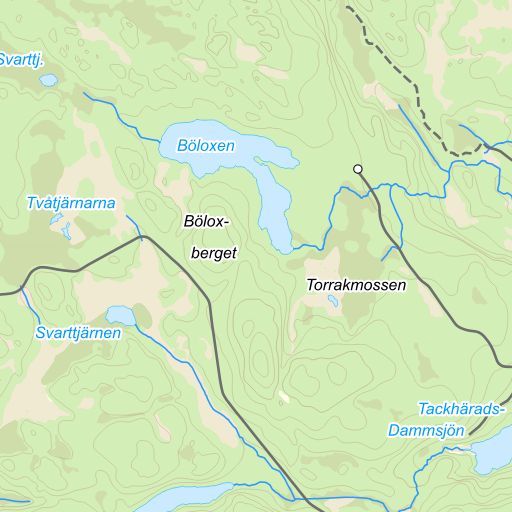 Svarttj.
Böloxen
Tvåtjärnarna
Bölox-
berget
Torrakmossen
Svarttjärnen
Tackhärads-
Dammsjön